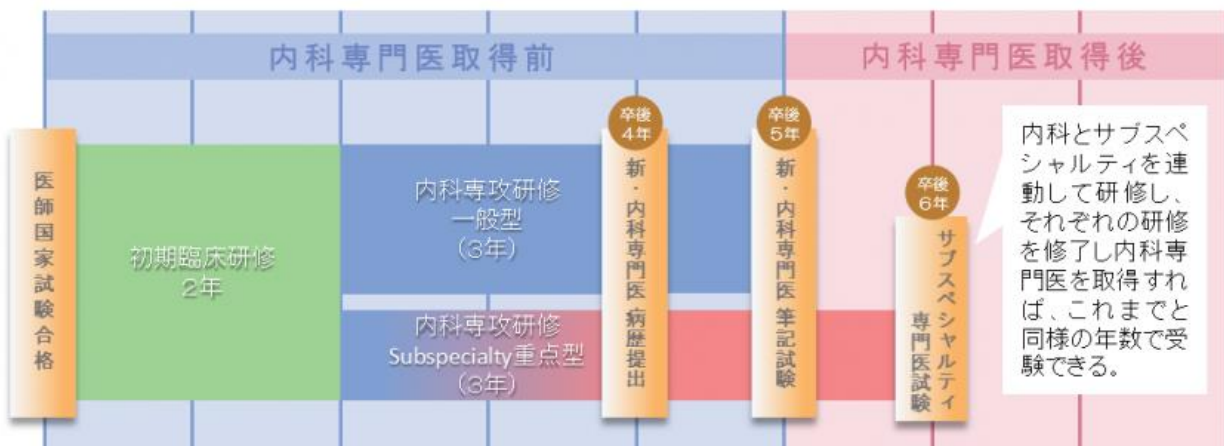 内科専門医取得前
内科専門医取得後
医師国家試験合格
初期臨床研修
2年
内科専攻研修
一般型
(3年)
内科専攻研修
Subspecialty重点型
(3年)
卒後
4年
新・内科専門医 病歴提出
卒後
5年
新・内科専門医 筆記試験
卒後
6年
サブスペシャルティ
専門医試験
内科とサブスペ
シャルティを連
動して研修し、
それぞれの研修
を修了し内科専
門医を取得すれ
ば、これまでと
同様の年数で受
験できる。